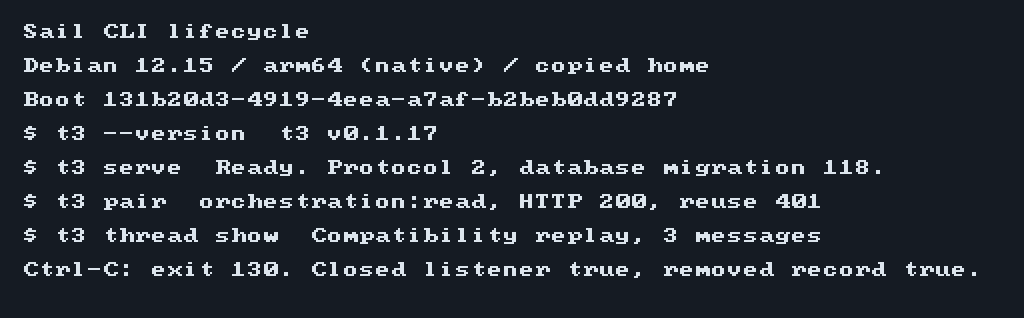 Sail CLI lifecycle
Debian 12.15 / arm64 (native) / copied home
Boot 131b20d3-4919-4eea-a7af-b2beb0dd9287
$ t3 --version  t3 v0.1.17
$ t3 serve  Ready. Protocol 2, database migration 118.
$ t3 pair  orchestration:read, HTTP 200, reuse 401
$ t3 thread show  Compatibility replay, 3 messages
Ctrl-C: exit 130. Closed listener true, removed record true.